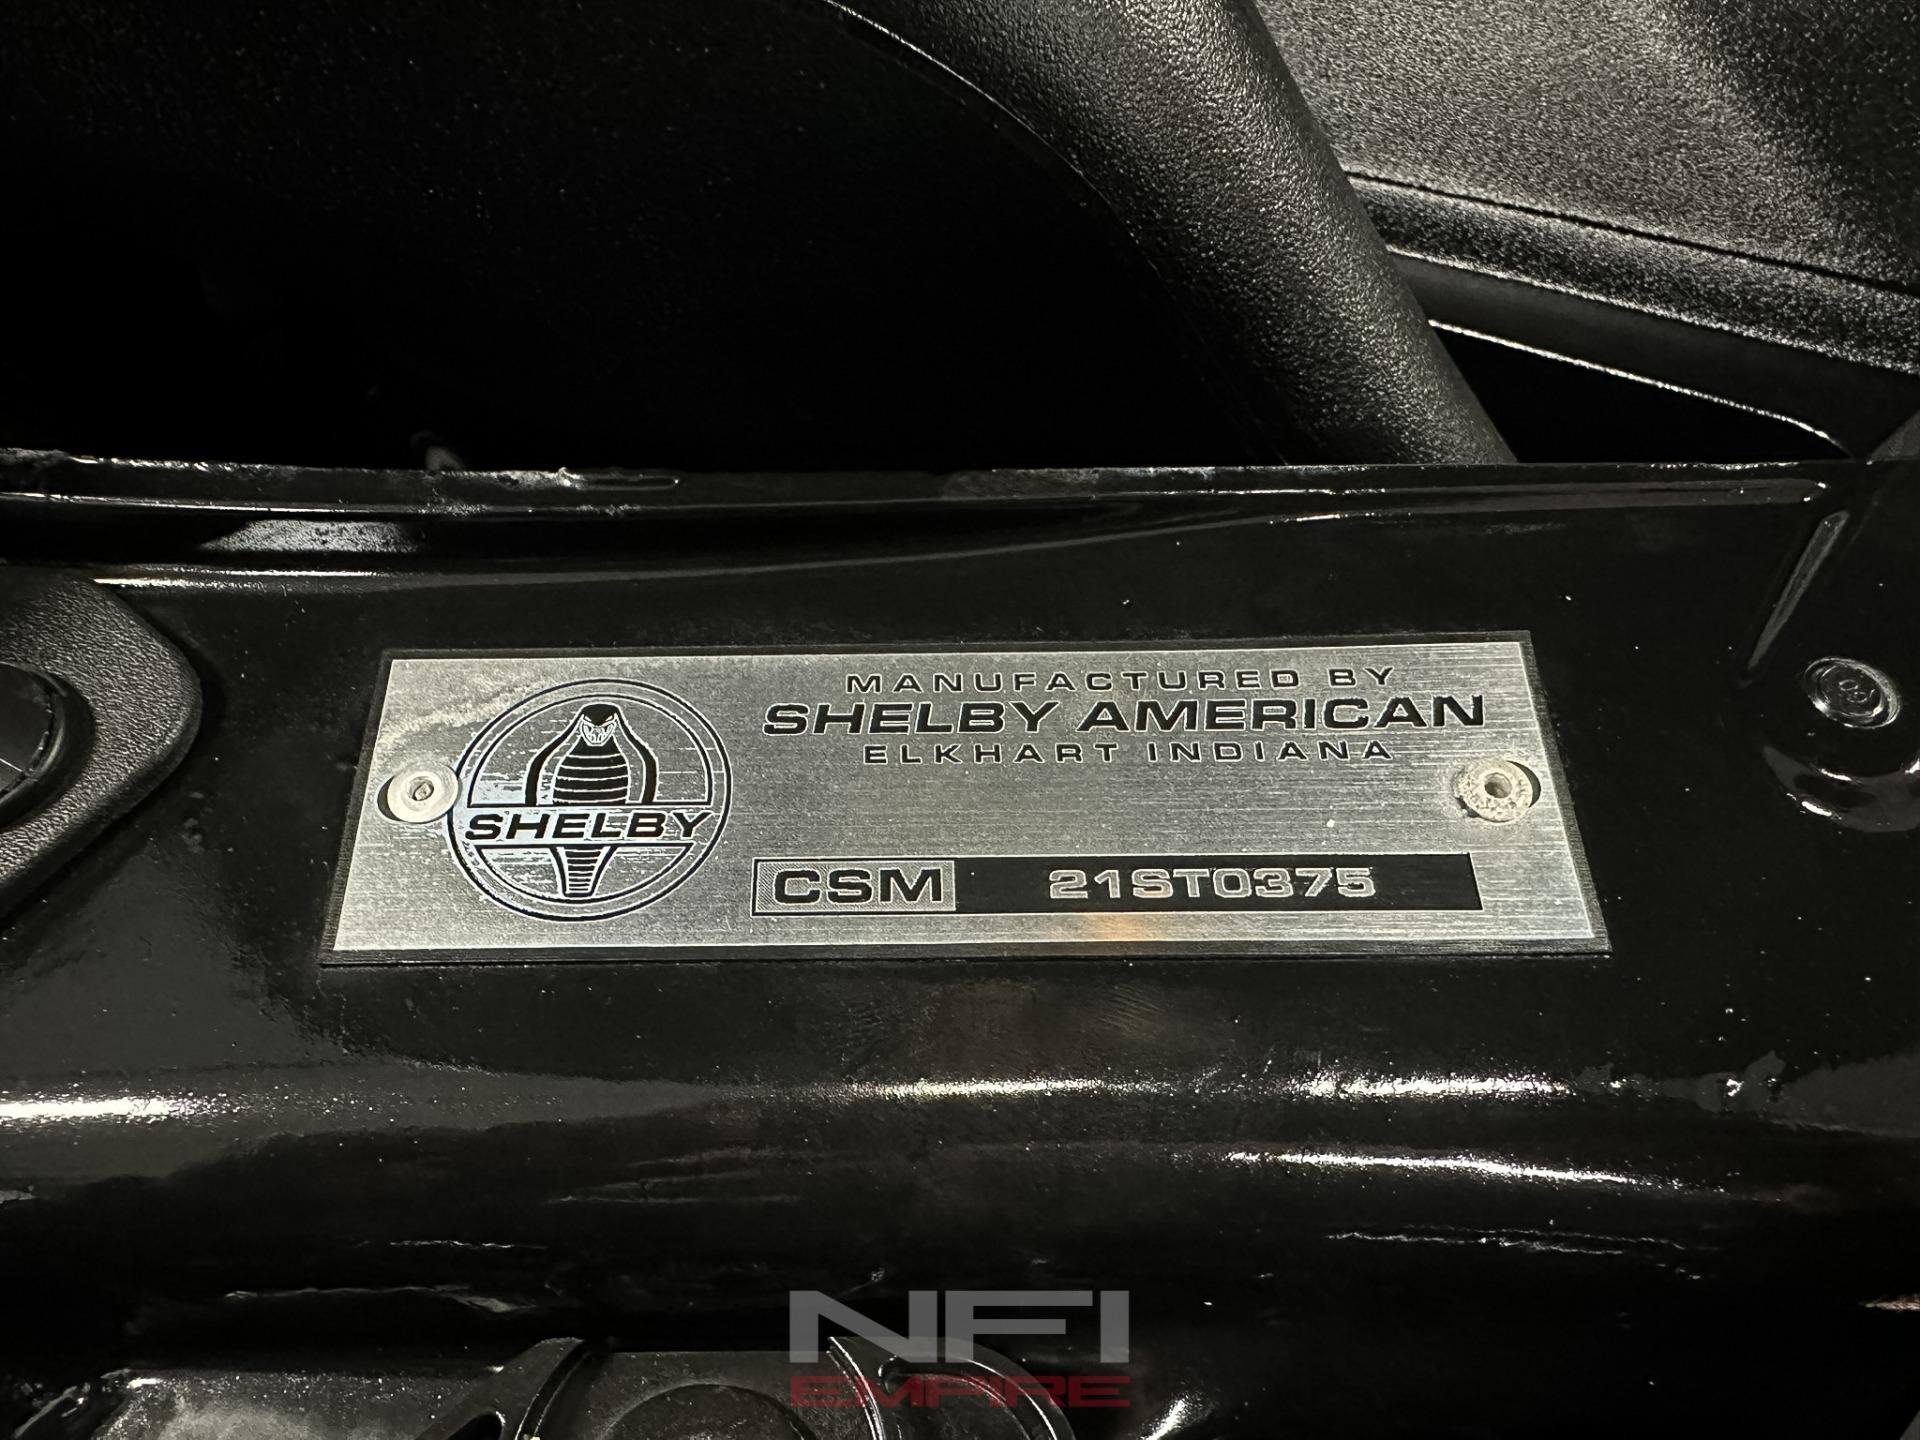 MANUFACTURED BY
SHELBY AMERICAN
ELKHART INDIANA
SHELBY
CSM 21ST0375
NFI
EMPIRE